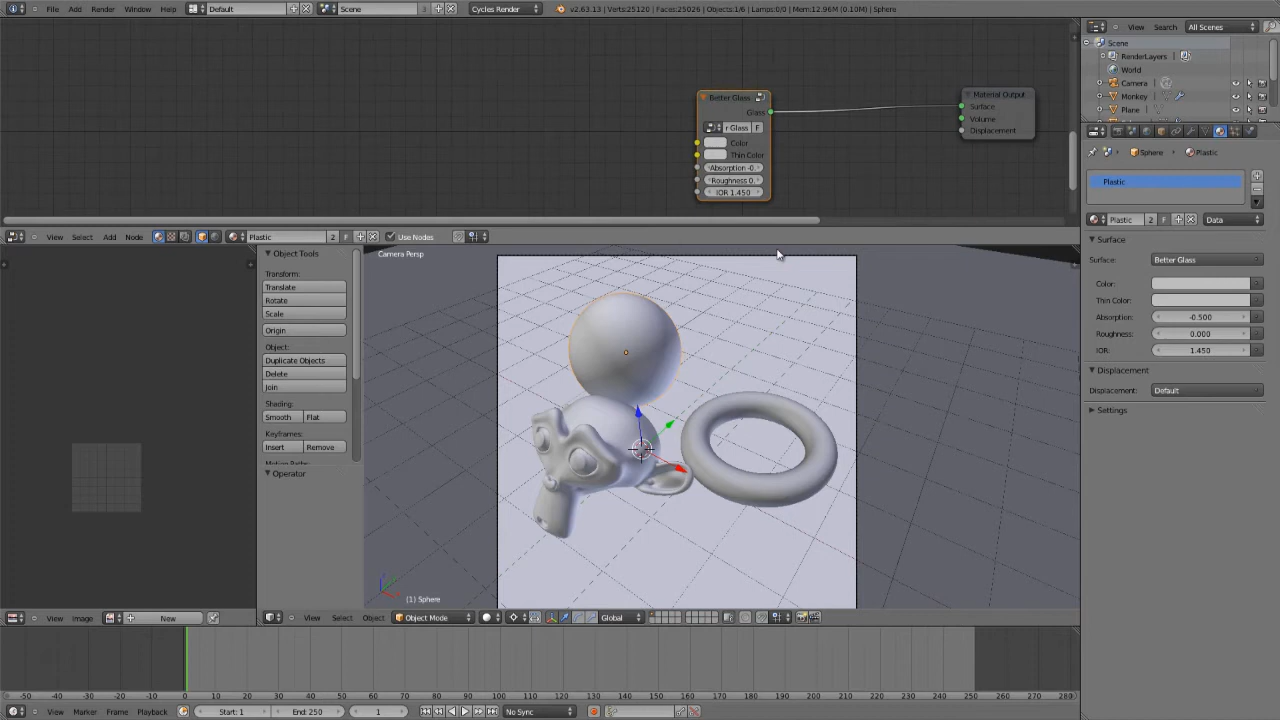 File Add Render Window Help Default Scene 3 Cycles Render v2.63.13 | Verts:25120 | Faces:25026 | Objects:1/6 | Lamps:0/0 | Mem:12.96M (0.10M) | Sphere
View Search All Scenes
Scene
RenderLayers
World
Camera
Monkey
Plane
Better Glass
Glass
r Glass F
Color
Thin Color
Absorption -0
Roughness 0.
IOR 1.450
Material Output
Surface
Volume
Displacement
Sphere Plastic
Plastic
Plastic 2 F Data
Surface
Surface: Better Glass
Color:
Thin Color:
Absorption: -0.500
Roughness: 0.000
IOR: 1.450
Displacement
Displacement: Default
Settings
View Select Add Node Plastic 2 F Use Nodes
Object Tools
Transform:
Translate
Rotate
Scale
Origin
Object:
Duplicate Objects
Delete
Join
Shading:
Smooth Flat
Keyframes:
Insert Remove
Motion Paths:
Operator
Camera Persp
(1) Sphere
View Image New
View Select Object Object Mode Global
-50 -40 -30 -20 -10 0 10 20 30 40 50 60 70 80 90 100 110 120 130 140 150 160 170 180 190 200 210 220 230 240 250 260 270 280
View Marker Frame Playback Start: 1 End: 250 1 No Sync